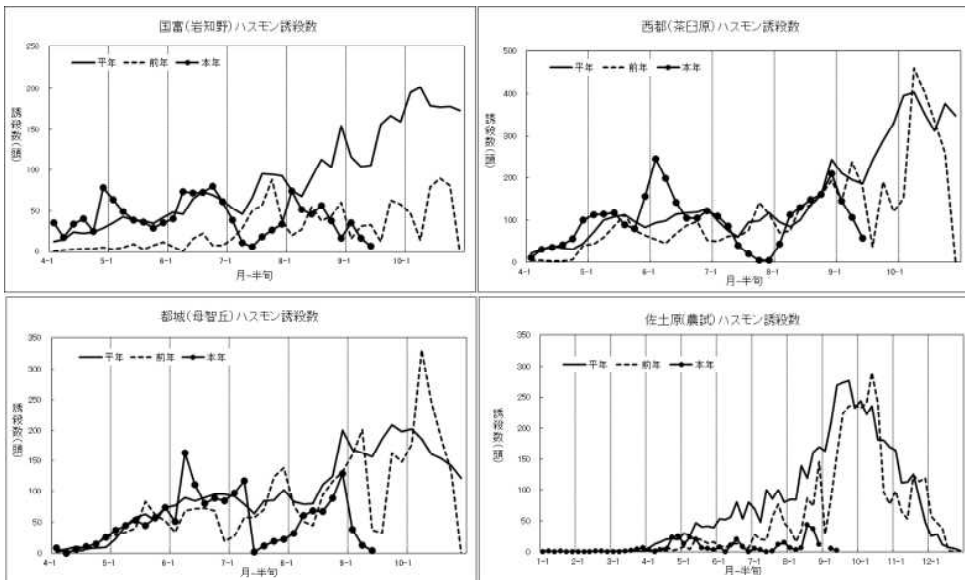 国富(岩知野)ハスモン誘殺数
平年 前年 本年
誘殺数(頭)
250
200
150
100
50
0
4-1 5-1 6-1 7-1 8-1 9-1 10-1
月-半旬
西都(茶臼原)ハスモン誘殺数
平年 前年 本年
誘殺数(頭)
500
400
300
200
100
0
4-1 5-1 6-1 7-1 8-1 9-1 10-1
月-半旬
都城(母智丘)ハスモン誘殺数
平年 前年 本年
誘殺数(頭)
350
300
250
200
150
100
50
0
4-1 5-1 6-1 7-1 8-1 9-1 10-1
月-半旬
佐土原(農試)ハスモン誘殺数
平年 前年 本年
誘殺数(頭)
350
300
250
200
150
100
50
0
1-1 2-1 3-1 4-1 5-1 6-1 7-1 8-1 9-1 10-1 11-1 12-1
月-半旬